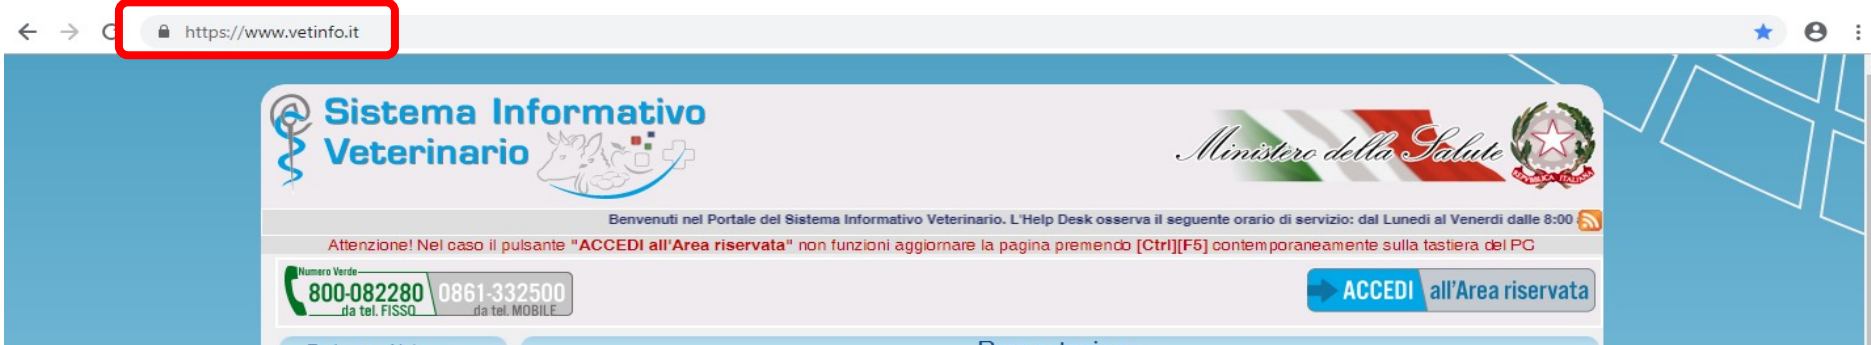 https://www.vetinfo.it
Sistema Informativo
Veterinario
Ministero della Salute
REPVBBLICA ITALIANA
Benvenuti nel Portale del Sistema Informativo Veterinario. L'Help Desk osserva il seguente orario di servizio: dal Lunedì al Venerdì dalle 8:00
Attenzione! Nel caso il pulsante "ACCEDI all'Area riservata" non funzioni aggiornare la pagina premendo [Ctrl][F5] contemporaneamente sulla tastiera del PC
Numero Verde
800-082280 0861-332500
da tel. FISSO da tel. MOBILE
ACCEDI all'Area riservata